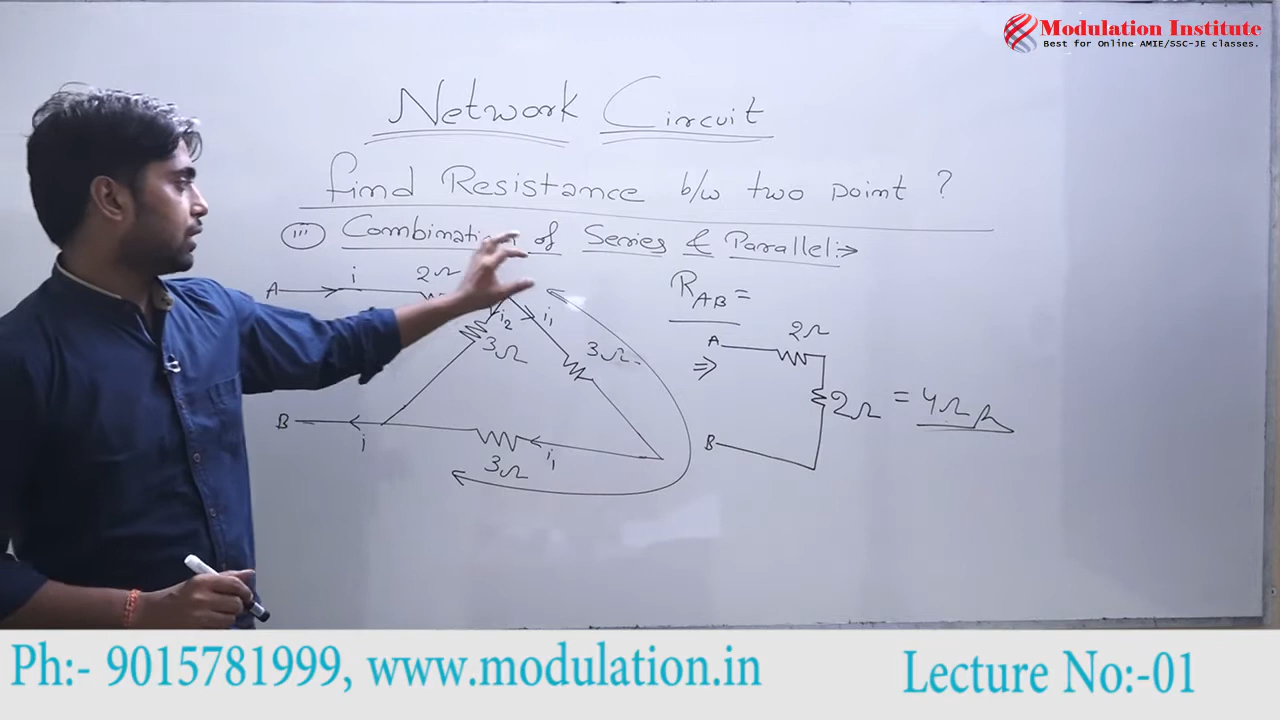 Modulation Institute
Best for Online AMIE/SSC-JE classes.
Network Circuit
find Resistance b/w two point ?
(iii) Combination of Series & Parallel:→
A i 2Ω
i2 i1
3Ω 3Ω
B i
3Ω i1
RAB =
A 2Ω
⇒ 2Ω = 4Ω
B
Ph:- 9015781999, www.modulation.in
Lecture No:-01